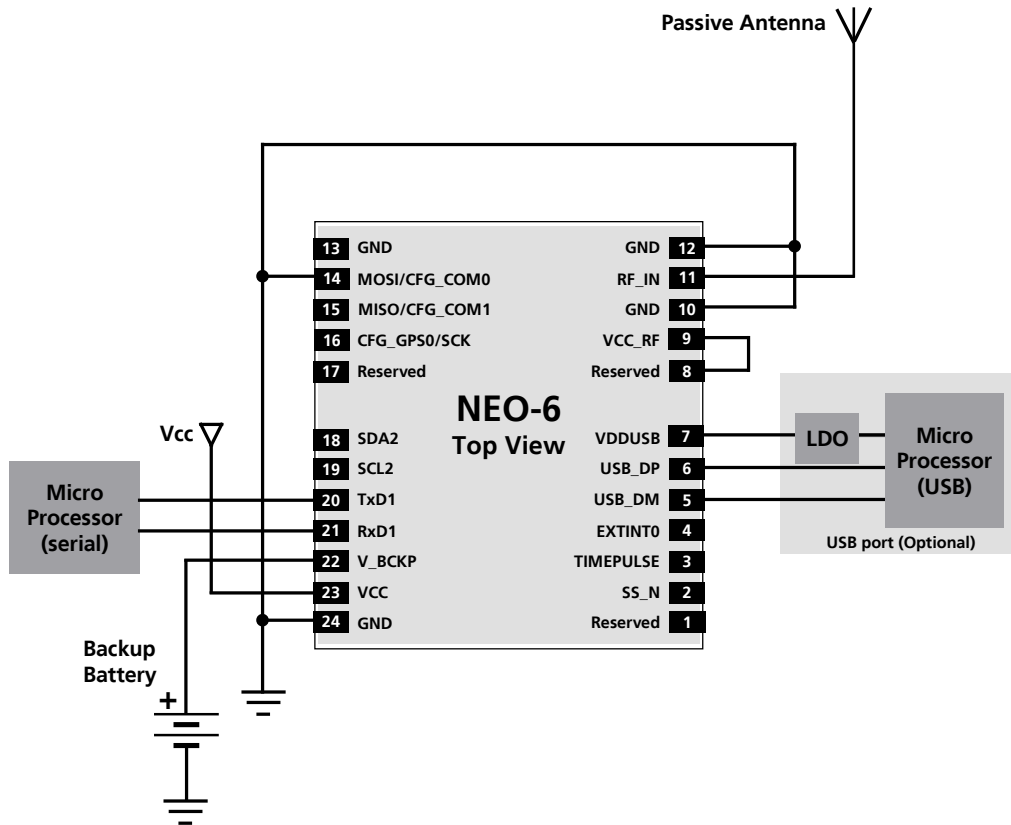 Passive Antenna
13 GND
GND 12
14 MOSI/CFG_COM0
RF_IN 11
15 MISO/CFG_COM1
GND 10
16 CFG_GPS0/SCK
VCC_RF 9
17 Reserved
Reserved 8
NEO-6
Top View
Vcc
18 SDA2
VDDUSB 7
LDO
Micro
Processor
(USB)
19 SCL2
USB_DP 6
Micro
Processor
(serial)
20 TxD1
USB_DM 5
21 RxD1
EXTINT0 4
USB port (Optional)
22 V_BCKP
TIMEPULSE 3
23 VCC
SS_N 2
24 GND
Reserved 1
Backup
Battery
+